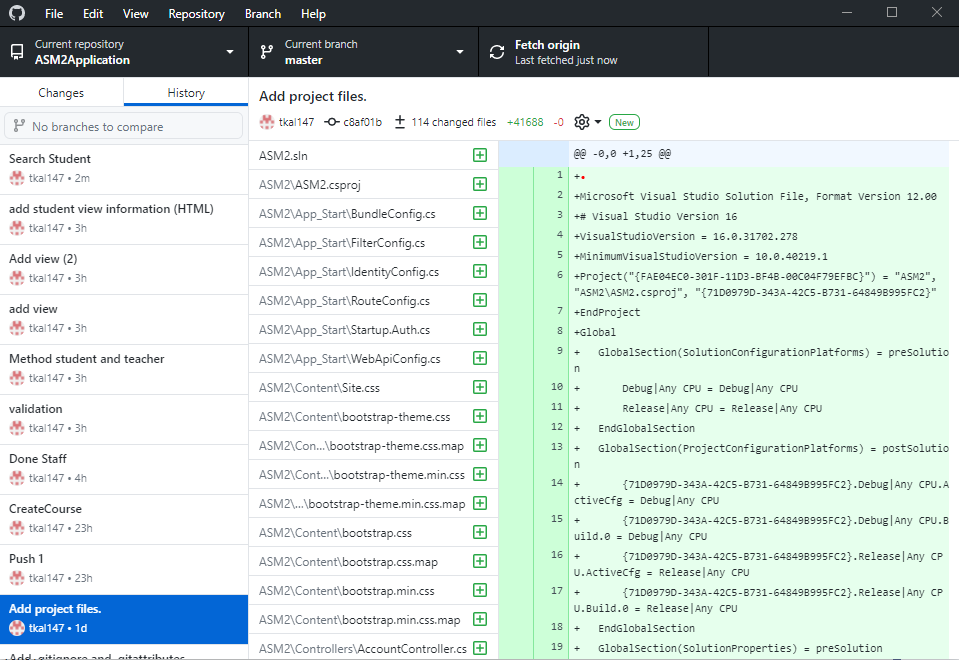 File Edit View Repository Branch Help
Current repository
ASM2Application
Current branch
master
Fetch origin
Last fetched just now
Changes
History
No branches to compare
Search Student
tkal147 • 2m
add student view information (HTML)
tkal147 • 3h
Add view (2)
tkal147 • 3h
add view
tkal147 • 3h
Method student and teacher
tkal147 • 3h
validation
tkal147 • 3h
Done Staff
tkal147 • 4h
CreateCourse
tkal147 • 23h
Push 1
tkal147 • 23h
Add project files.
tkal147 • 1d
Add .gitignore and .gitattributes.
Add project files.
tkal147 c8af01b 114 changed files +41688 -0 New
ASM2.sln
ASM2\ASM2.csproj
ASM2\App_Start\BundleConfig.cs
ASM2\App_Start\FilterConfig.cs
ASM2\App_Start\IdentityConfig.cs
ASM2\App_Start\RouteConfig.cs
ASM2\App_Start\Startup.Auth.cs
ASM2\App_Start\WebApiConfig.cs
ASM2\Content\Site.css
ASM2\Content\bootstrap-theme.css
ASM2\Con...\bootstrap-theme.css.map
ASM2\Cont...\bootstrap-theme.min.css
ASM2\...\bootstrap-theme.min.css.map
ASM2\Content\bootstrap.css
ASM2\Content\bootstrap.css.map
ASM2\Content\bootstrap.min.css
ASM2\Content\bootstrap.min.css.map
ASM2\Controllers\AccountController.cs
@@ -0,0 +1,25 @@
1 +
2 +Microsoft Visual Studio Solution File, Format Version 12.00
3 +# Visual Studio Version 16
4 +VisualStudioVersion = 16.0.31702.278
5 +MinimumVisualStudioVersion = 10.0.40219.1
6 +Project("{FAE04EC0-301F-11D3-BF4B-00C04F79EFBC}") = "ASM2",
"ASM2\ASM2.csproj", "{71D0979D-343A-42C5-B731-64849B995FC2}"
7 +EndProject
8 +Global
9 + GlobalSection(SolutionConfigurationPlatforms) = preSolutio
n
10 + Debug|Any CPU = Debug|Any CPU
11 + Release|Any CPU = Release|Any CPU
12 + EndGlobalSection
13 + GlobalSection(ProjectConfigurationPlatforms) = postSolutio
n
14 + {71D0979D-343A-42C5-B731-64849B995FC2}.Debug|Any CPU.A
ctiveCfg = Debug|Any CPU
15 + {71D0979D-343A-42C5-B731-64849B995FC2}.Debug|Any CPU.B
uild.0 = Debug|Any CPU
16 + {71D0979D-343A-42C5-B731-64849B995FC2}.Release|Any CP
U.ActiveCfg = Release|Any CPU
17 + {71D0979D-343A-42C5-B731-64849B995FC2}.Release|Any CP
U.Build.0 = Release|Any CPU
18 + EndGlobalSection
19 + GlobalSection(SolutionProperties) = preSolution